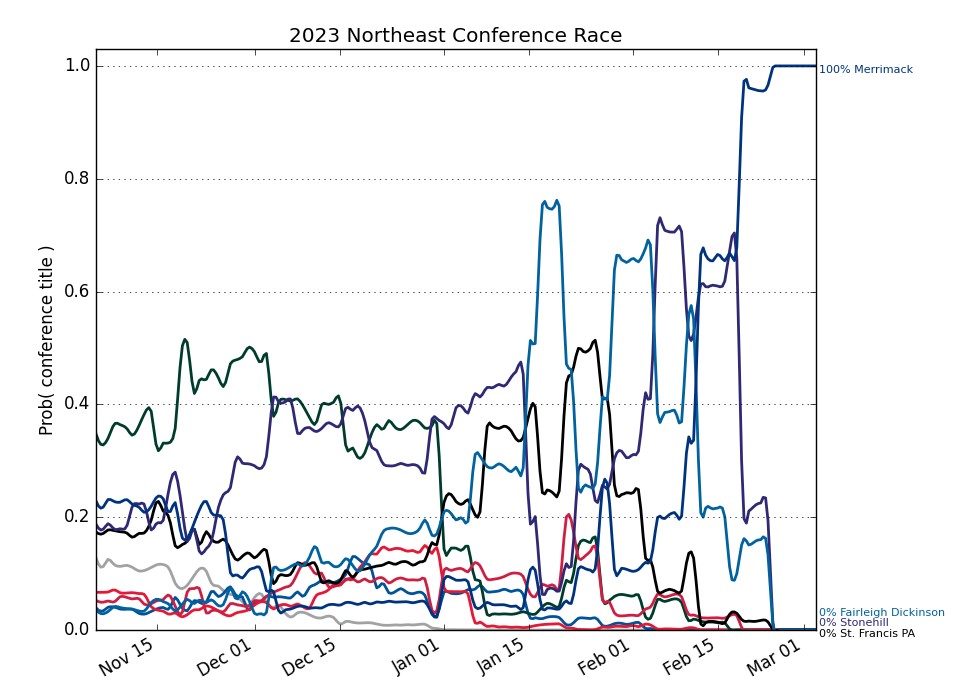 2023 Northeast Conference Race
Prob( conference title )
1.0
0.8
0.6
0.4
0.2
0.0
100% Merrimack
0% Fairleigh Dickinson
0% Stonehill
0% St. Francis PA
Nov 15
Dec 01
Dec 15
Jan 01
Jan 15
Feb 01
Feb 15
Mar 01